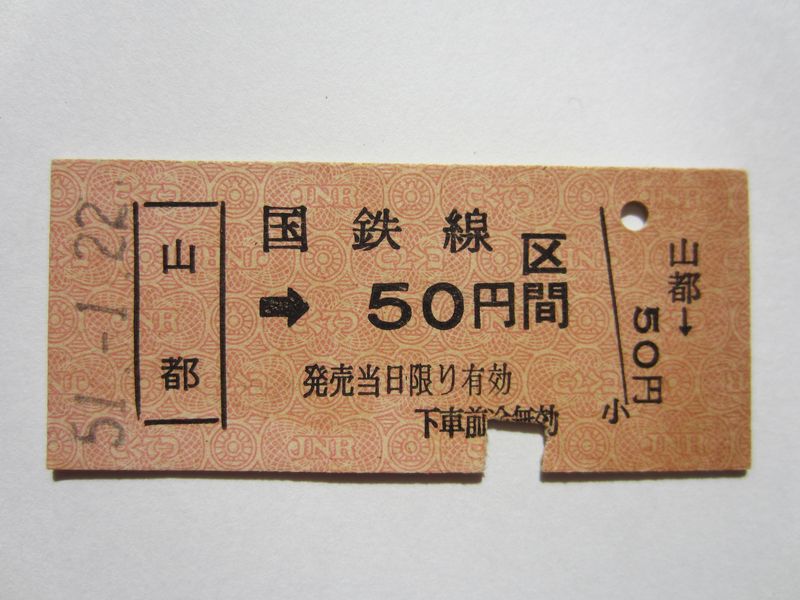 51.-1.22
山都
国鉄線
➡ 50円区間
発売当日限り有効
下車前途無効
山都→
50円
小
JNR